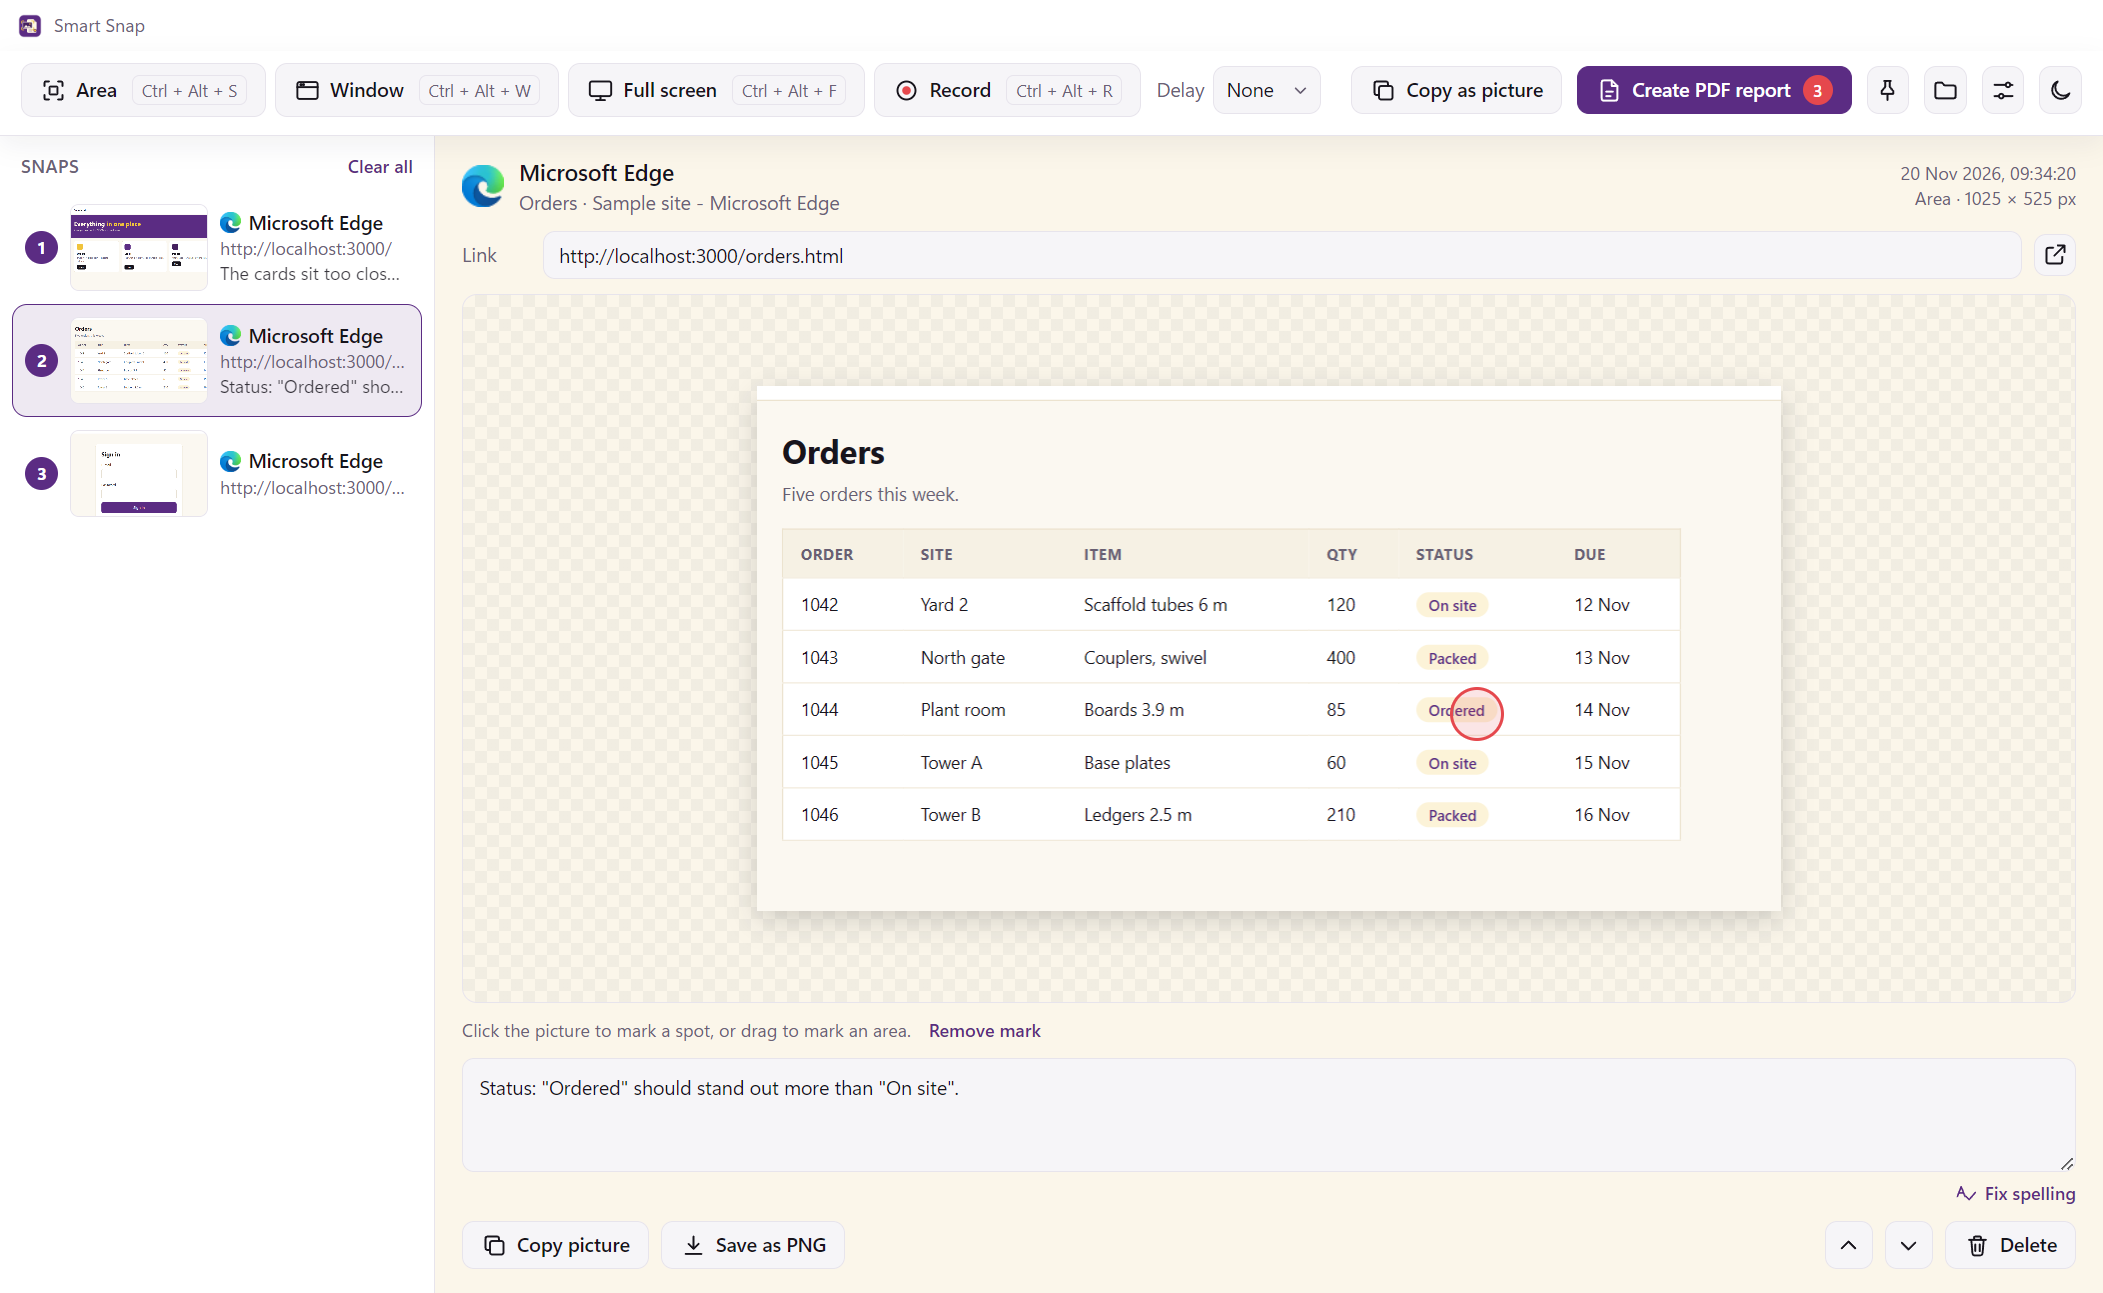 Smart Snap
Area Ctrl + Alt + S Window Ctrl + Alt + W Full screen Ctrl + Alt + F Record Ctrl + Alt + R Delay None Copy as picture Create PDF report 3
SNAPS Clear all
1
Everything in one place
Microsoft Edge
http://localhost:3000/
The cards sit too clos...
2
Orders
Microsoft Edge
http://localhost:3000/...
Status: "Ordered" sho...
3
Sign in
Microsoft Edge
http://localhost:3000/...
Microsoft Edge
Orders · Sample site - Microsoft Edge
20 Nov 2026, 09:34:20
Area · 1025 × 525 px
Link http://localhost:3000/orders.html
Orders
Five orders this week.
ORDER SITE ITEM QTY STATUS DUE
1042 Yard 2 Scaffold tubes 6 m 120 On site 12 Nov
1043 North gate Couplers, swivel 400 Packed 13 Nov
1044 Plant room Boards 3.9 m 85 Ordered 14 Nov
1045 Tower A Base plates 60 On site 15 Nov
1046 Tower B Ledgers 2.5 m 210 Packed 16 Nov
Click the picture to mark a spot, or drag to mark an area. Remove mark
Status: "Ordered" should stand out more than "On site".
Fix spelling
Copy picture Save as PNG Delete